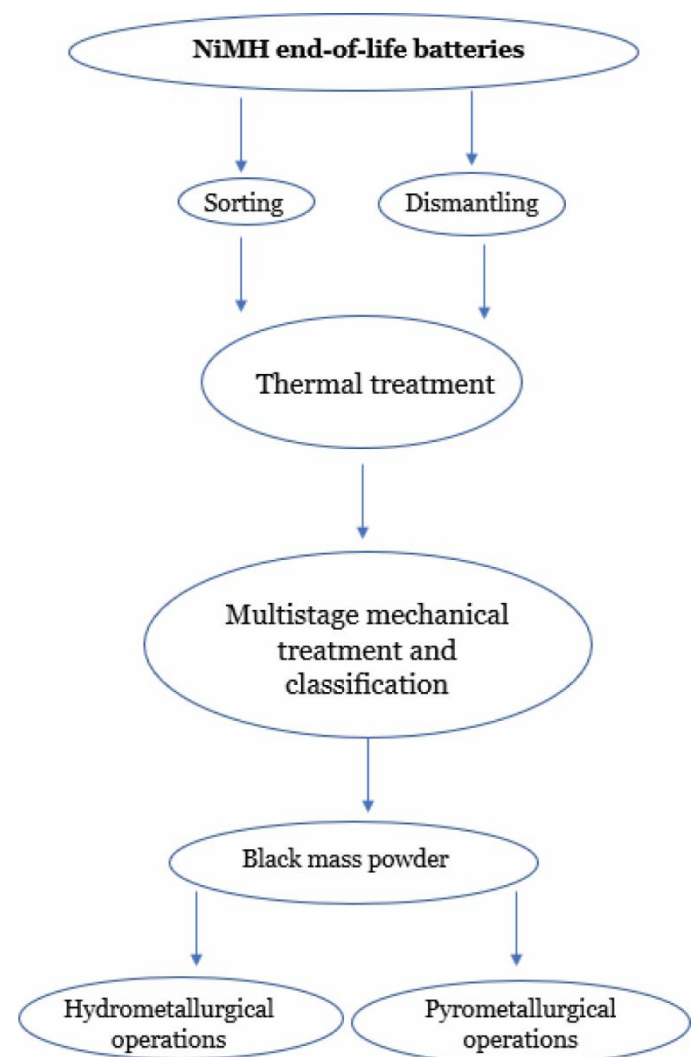 NiMH end-of-life batteries
Sorting
Dismantling
Thermal treatment
Multistage mechanical
treatment and
classification
Black mass powder
Hydrometallurgical
operations
Pyrometallurgical
operations